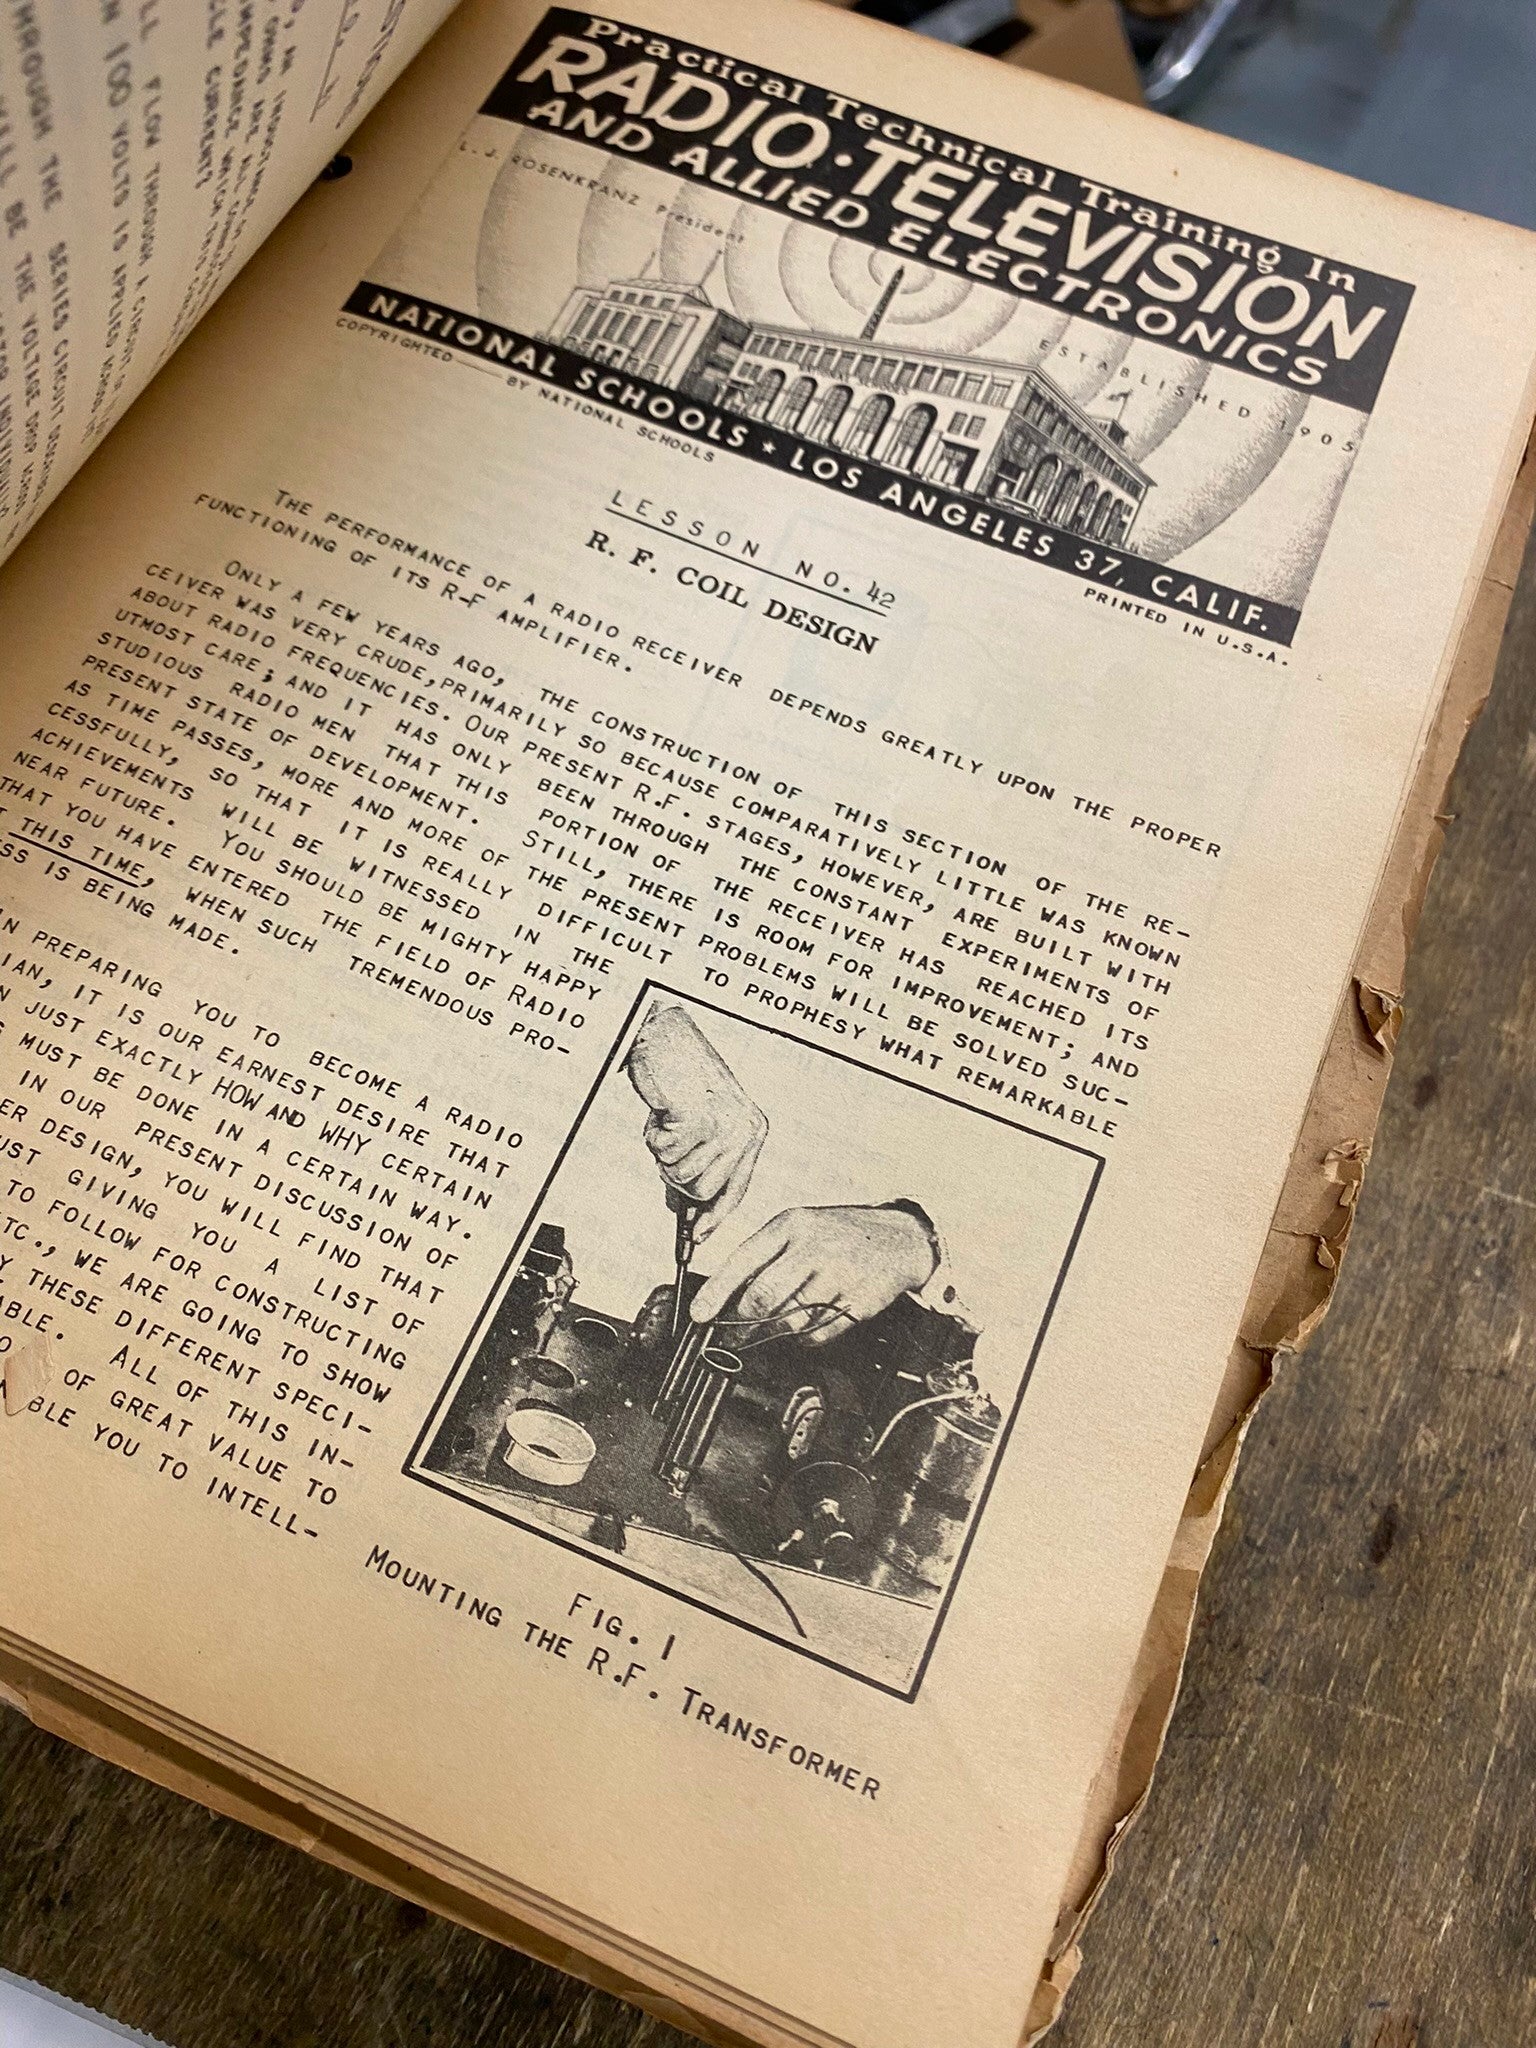 Practical Technical Training In
RADIO·TELEVISION
AND ALLIED ELECTRONICS
L. J. ROSENKRANZ President
ESTABLISHED 1905
NATIONAL SCHOOLS ★ LOS ANGELES 37, CALIF.
COPYRIGHTED — BY NATIONAL SCHOOLS
PRINTED IN U.S.A.
LESSON NO. 42
R. F. COIL DESIGN
THE PERFORMANCE OF A RADIO RECEIVER DEPENDS GREATLY UPON THE PROPER
FUNCTIONING OF ITS R-F AMPLIFIER.
ONLY A FEW YEARS AGO, THE CONSTRUCTION OF THIS SECTION OF THE RE-
CEIVER WAS VERY CRUDE, PRIMARILY SO BECAUSE COMPARATIVELY LITTLE WAS KNOWN
ABOUT RADIO FREQUENCIES. OUR PRESENT R.F. STAGES, HOWEVER, ARE BUILT WITH
UTMOST CARE; AND IT HAS ONLY BEEN THROUGH THE CONSTANT EXPERIMENTS OF
STUDIOUS RADIO MEN THAT THIS PORTION OF THE RECEIVER HAS REACHED ITS
PRESENT STATE OF DEVELOPMENT. STILL, THERE IS ROOM FOR IMPROVEMENT; AND
AS TIME PASSES, MORE AND MORE OF THE PRESENT PROBLEMS WILL BE SOLVED SUC-
CESSFULLY, SO THAT IT IS REALLY DIFFICULT TO PROPHESY WHAT REMARKABLE
ACHIEVEMENTS WILL BE WITNESSED IN THE
NEAR FUTURE. YOU SHOULD BE MIGHTY HAPPY
THAT YOU HAVE ENTERED THE FIELD OF RADIO
THIS TIME, WHEN SUCH TREMENDOUS PRO-
IS BEING MADE.
PREPARING YOU TO BECOME A RADIO
IT IS OUR EARNEST DESIRE THAT
JUST EXACTLY HOW AND WHY CERTAIN
MUST BE DONE IN A CERTAIN WAY.
IN OUR PRESENT DISCUSSION OF
DESIGN, YOU WILL FIND THAT
GIVING YOU A LIST OF
TO FOLLOW FOR CONSTRUCTING
WE ARE GOING TO SHOW
THESE DIFFERENT SPECI-
ALL OF THIS IN-
OF GREAT VALUE TO
YOU TO INTELL-
FIG. 1
MOUNTING THE R.F. TRANSFORMER